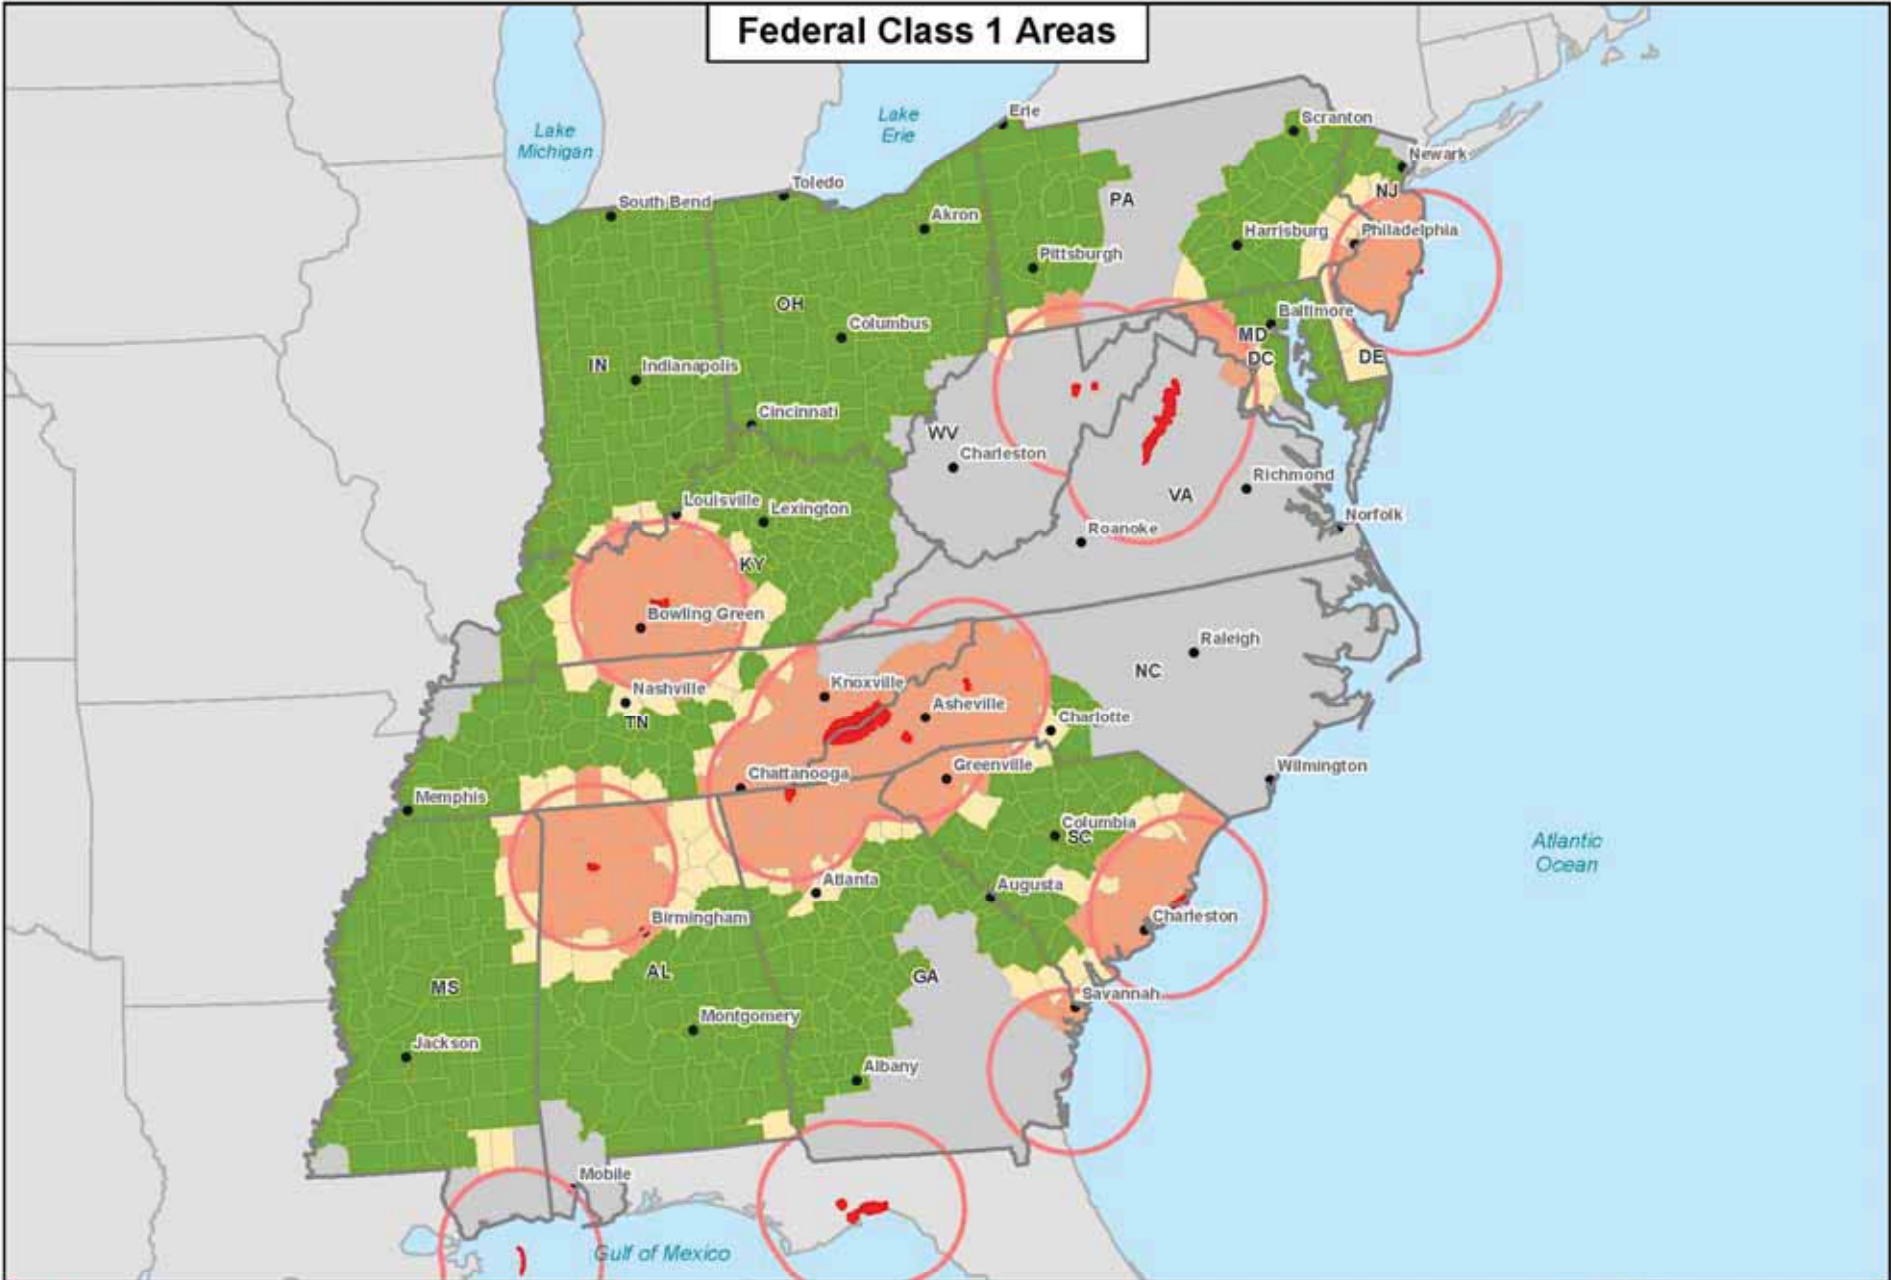 Federal Class 1 Areas
Lake
Michigan
Lake
Erie
Erie
Scranton
Newark
NJ
Toledo
South Bend
Akron
PA
Harrisburg
Philadelphia
Pittsburgh
OH
Columbus
Baltimore
MD
DC
DE
IN
Indianapolis
Cincinnati
WV
Charleston
Richmond
VA
Louisville
Lexington
Norfolk
Roanoke
KY
Bowling Green
Raleigh
NC
Knoxville
Nashville
TN
Asheville
Charlotte
Chattanooga
Greenville
Wilmington
Memphis
Columbia
SC
Atlantic
Ocean
Atlanta
Augusta
Birmingham
Charleston
AL
GA
MS
Savannah
Montgomery
Jackson
Albany
Mobile
Gulf of Mexico